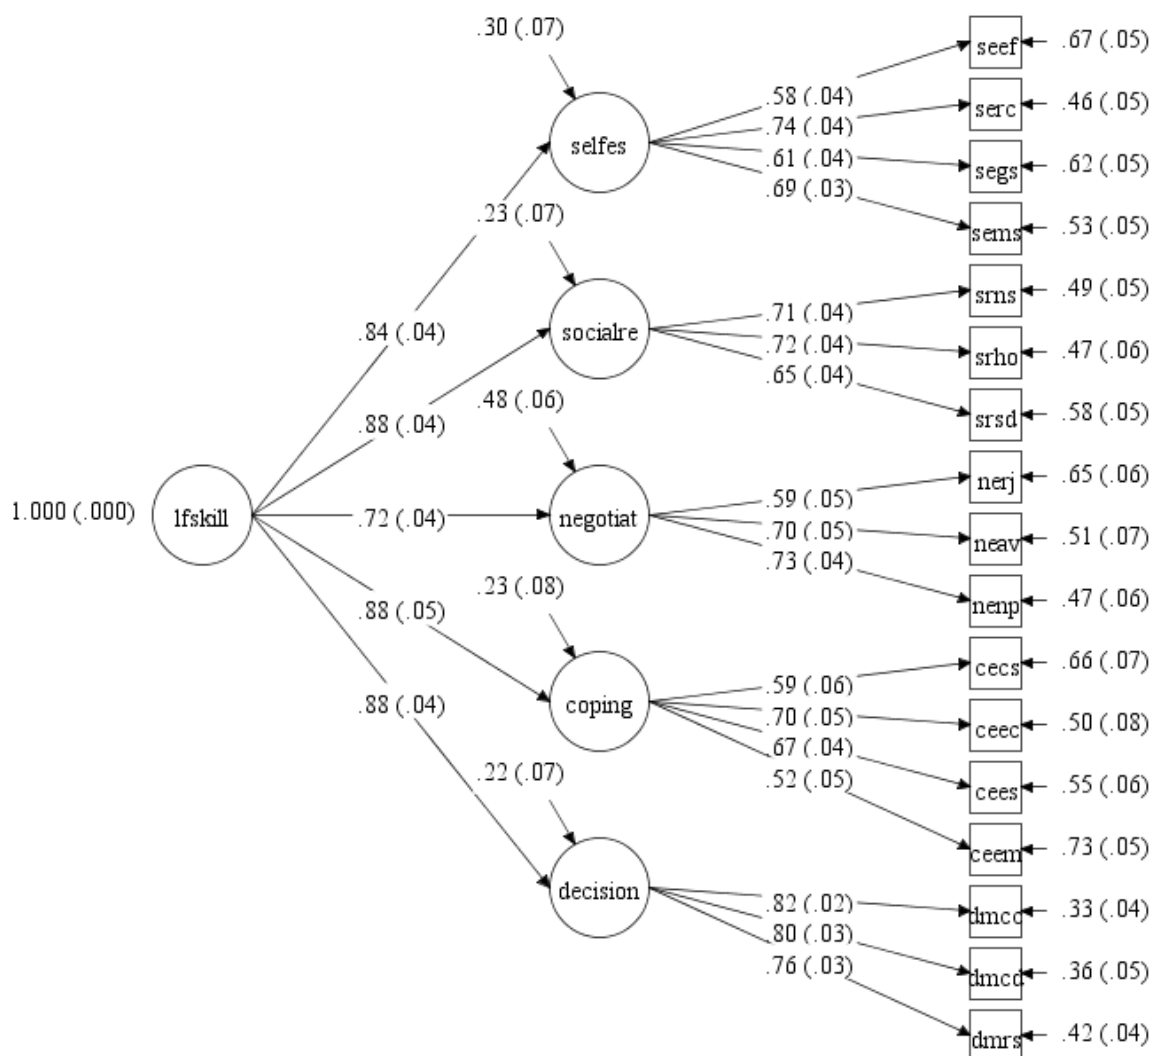 .30 (.07)
seef
.67 (.05)
.58 (.04)
serc
.46 (.05)
.74 (.04)
selfes
.61 (.04)
segs
.62 (.05)
.69 (.03)
.23 (.07)
sems
.53 (.05)
srns
.49 (.05)
.71 (.04)
.84 (.04)
socialre
.72 (.04)
srho
.47 (.06)
.65 (.04)
.48 (.06)
srsd
.58 (.05)
.88 (.04)
nerj
.65 (.06)
.59 (.05)
1.000 (.000)
lfskill
.72 (.04)
negotiat
.70 (.05)
neav
.51 (.07)
.73 (.04)
.23 (.08)
nenp
.47 (.06)
.88 (.05)
cecs
.66 (.07)
.59 (.06)
.88 (.04)
coping
.70 (.05)
ceec
.50 (.08)
.67 (.04)
.22 (.07)
.52 (.05)
cees
.55 (.06)
ceem
.73 (.05)
decision
.82 (.02)
dmcc
.33 (.04)
.80 (.03)
.76 (.03)
dmcd
.36 (.05)
dmrs
.42 (.04)